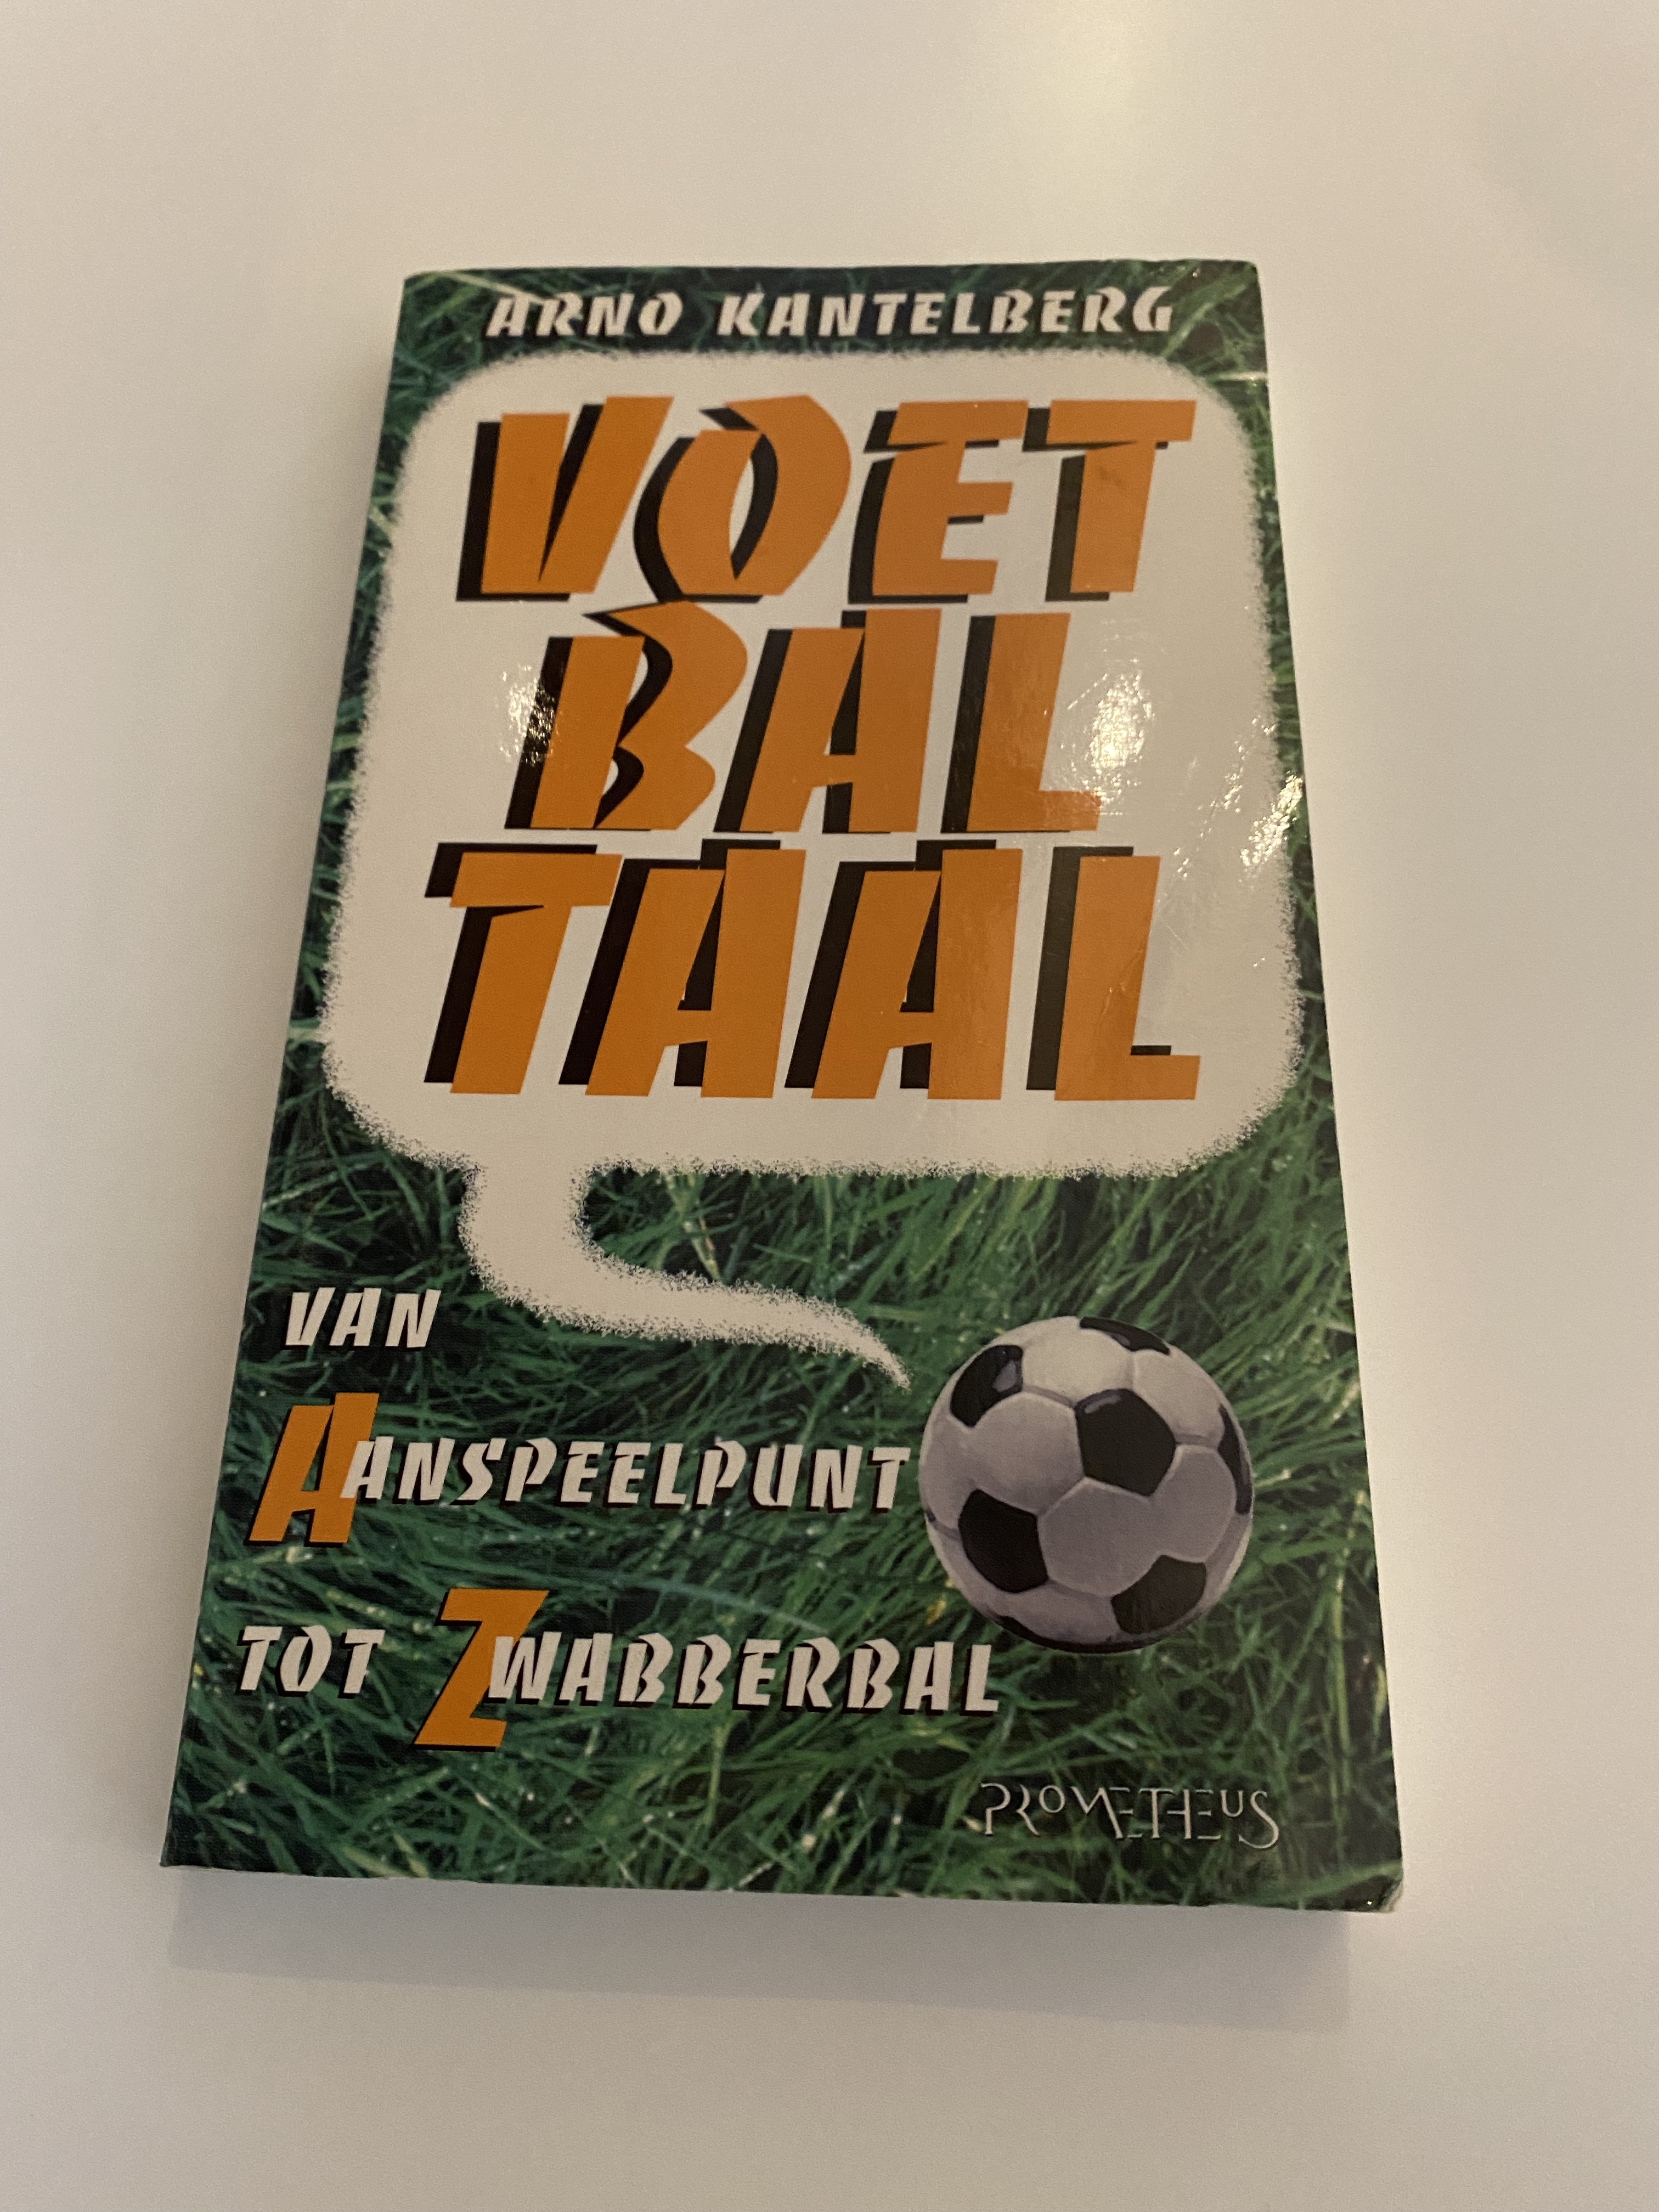 ARNO KANTELBERG
VOET
BAL
TAAL
VAN
AANSPEELPUNT
TOT ZWABBERBAL
PROMETHEUS